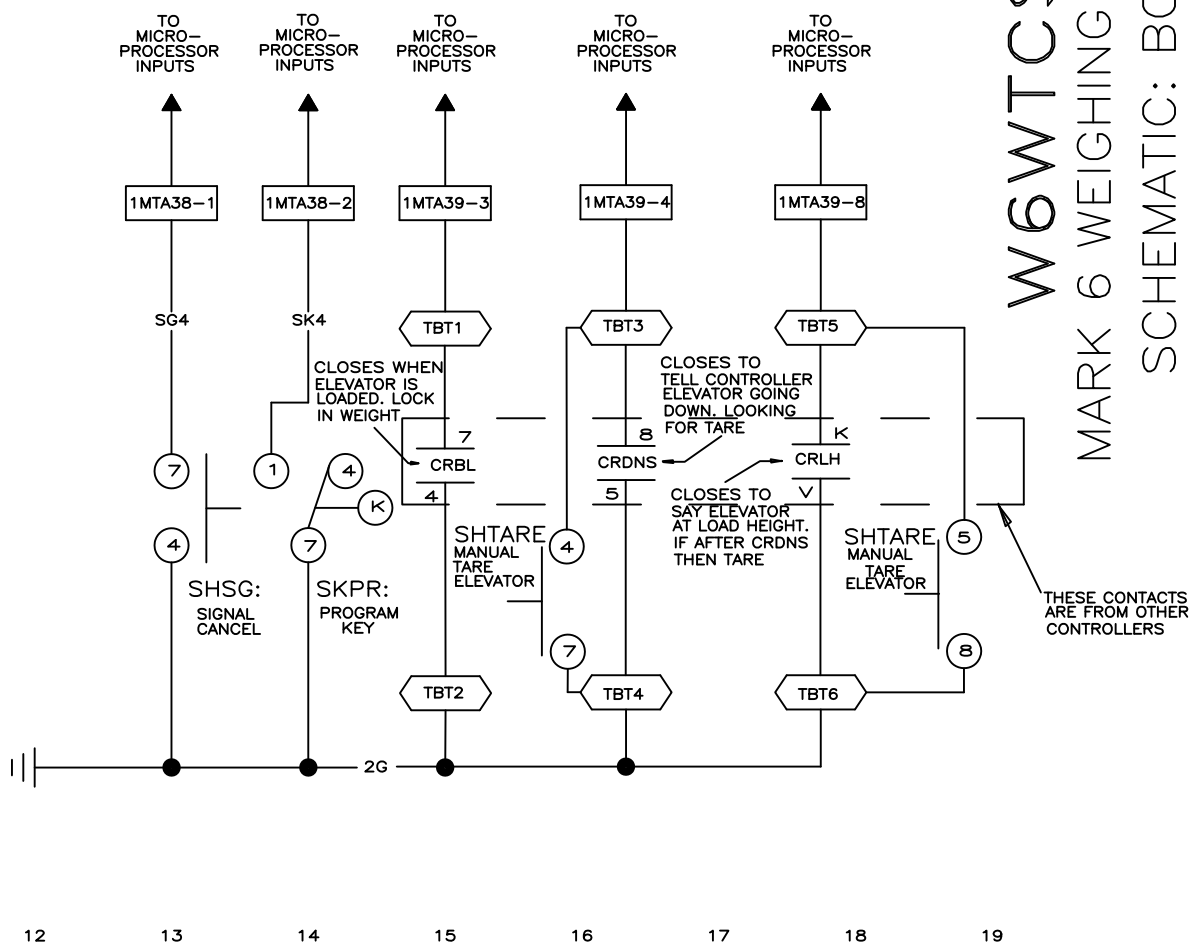 TO
MICRO-
PROCESSOR
INPUTS
TO
MICRO-
PROCESSOR
INPUTS
TO
MICRO-
PROCESSOR
INPUTS
TO
MICRO-
PROCESSOR
INPUTS
TO
MICRO-
PROCESSOR
INPUTS
1MTA38-1
1MTA38-2
1MTA39-3
1MTA39-4
1MTA39-8
SG4
SK4
TBT1
TBT3
TBT5
CLOSES WHEN
ELEVATOR IS
LOADED. LOCK
IN WEIGHT
CLOSES TO
TELL CONTROLLER
ELEVATOR GOING
DOWN. LOOKING
FOR TARE
7
8
K
CRBL
CRDNS
CRLH
4
5
V
CLOSES TO
SAY ELEVATOR
AT LOAD HEIGHT.
IF AFTER CRDNS
THEN TARE
7
1
4
K
4
7
SHSG:
SIGNAL
CANCEL
SKPR:
PROGRAM
KEY
SHTARE
MANUAL
TARE
ELEVATOR
4
7
SHTARE
MANUAL
TARE
ELEVATOR
5
8
THESE CONTACTS
ARE FROM OTHER
CONTROLLERS
TBT2
TBT4
TBT6
2G
12 13 14 15 16 17 18 19
W6WTCS
MARK 6 WEIGHING
SCHEMATIC: